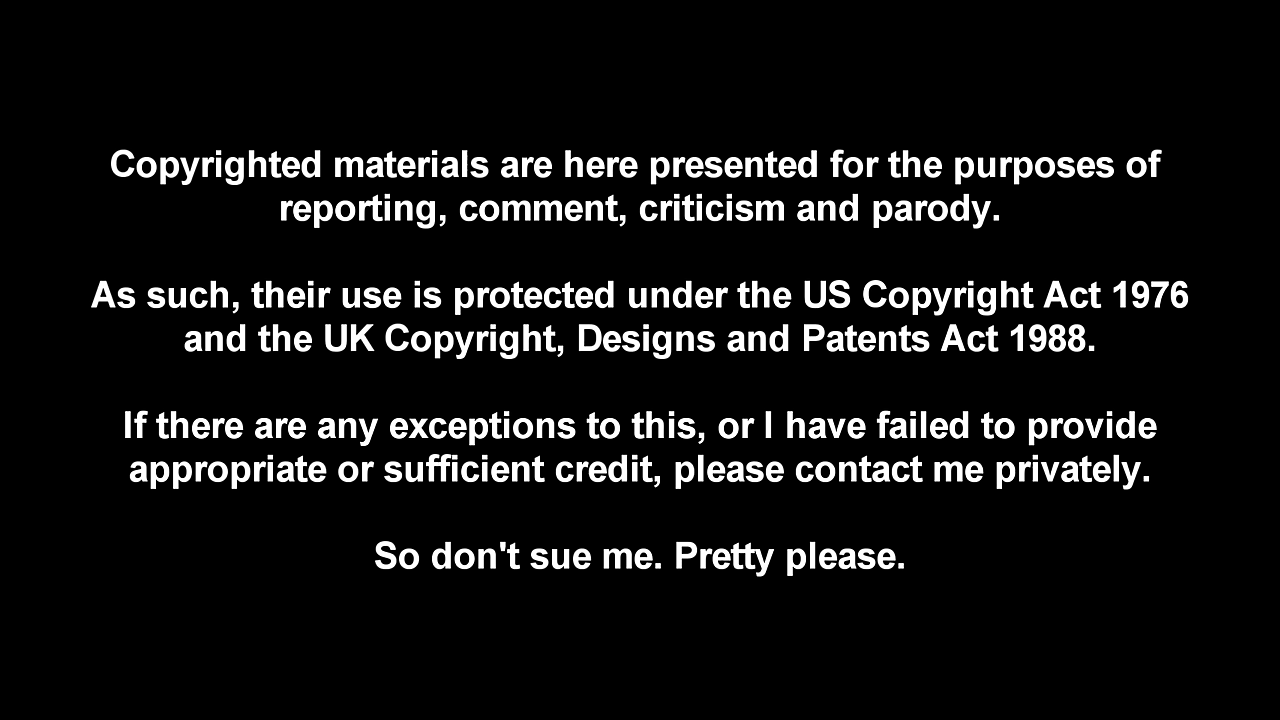 Copyrighted materials are here presented for the purposes of
reporting, comment, criticism and parody.
As such, their use is protected under the US Copyright Act 1976
and the UK Copyright, Designs and Patents Act 1988.
If there are any exceptions to this, or I have failed to provide
appropriate or sufficient credit, please contact me privately.
So don't sue me. Pretty please.